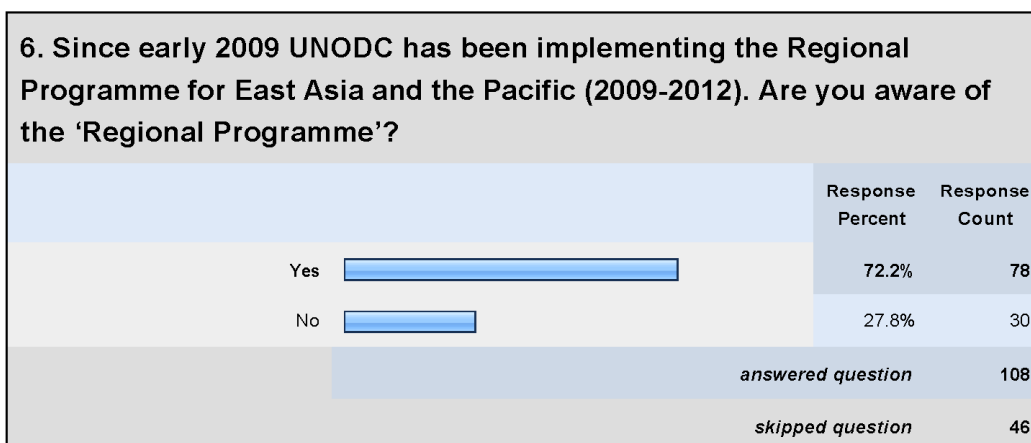 6. Since early 2009 UNODC has been implementing the Regional
Programme for East Asia and the Pacific (2009-2012). Are you aware of
the ‘Regional Programme’?
Response Percent
Response Count
Yes 72.2% 78
No 27.8% 30
answered question 108
skipped question 46